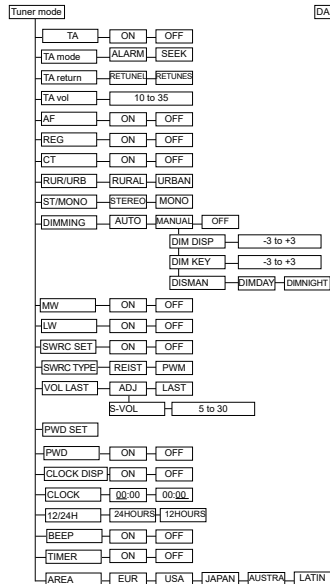 Tuner mode DA
TA ON OFF
TA mode ALARM SEEK
TA return RETUNEL RETUNES
TA vol 10 to 35
AF ON OFF
REG ON OFF
CT ON OFF
RUR/URB RURAL URBAN
ST/MONO STEREO MONO
DIMMING AUTO MANUAL OFF
DIM DISP -3 to +3
DIM KEY -3 to +3
DISMAN DIMDAY DIMNIGHT
MW ON OFF
LW ON OFF
SWRC SET ON OFF
SWRC TYPE REIST PWM
VOL LAST ADJ LAST
S-VOL 5 to 30
PWD SET
PWD ON OFF
CLOCK DISP ON OFF
CLOCK 00:00 00:00
12/24H 24HOURS 12HOURS
BEEP ON OFF
TIMER ON OFF
AREA EUR USA JAPAN AUSTRA LATIN